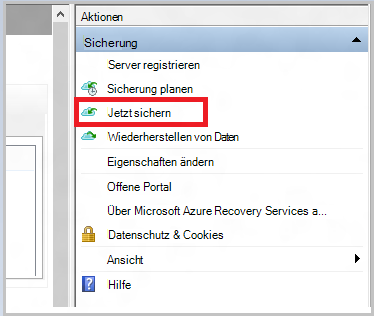 Aktionen
Sicherung
Server registrieren
Sicherung planen
Jetzt sichern
Wiederherstellen von Daten
Eigenschaften ändern
Offene Portal
Über Microsoft Azure Recovery Services a...
Datenschutz & Cookies
Ansicht
Hilfe